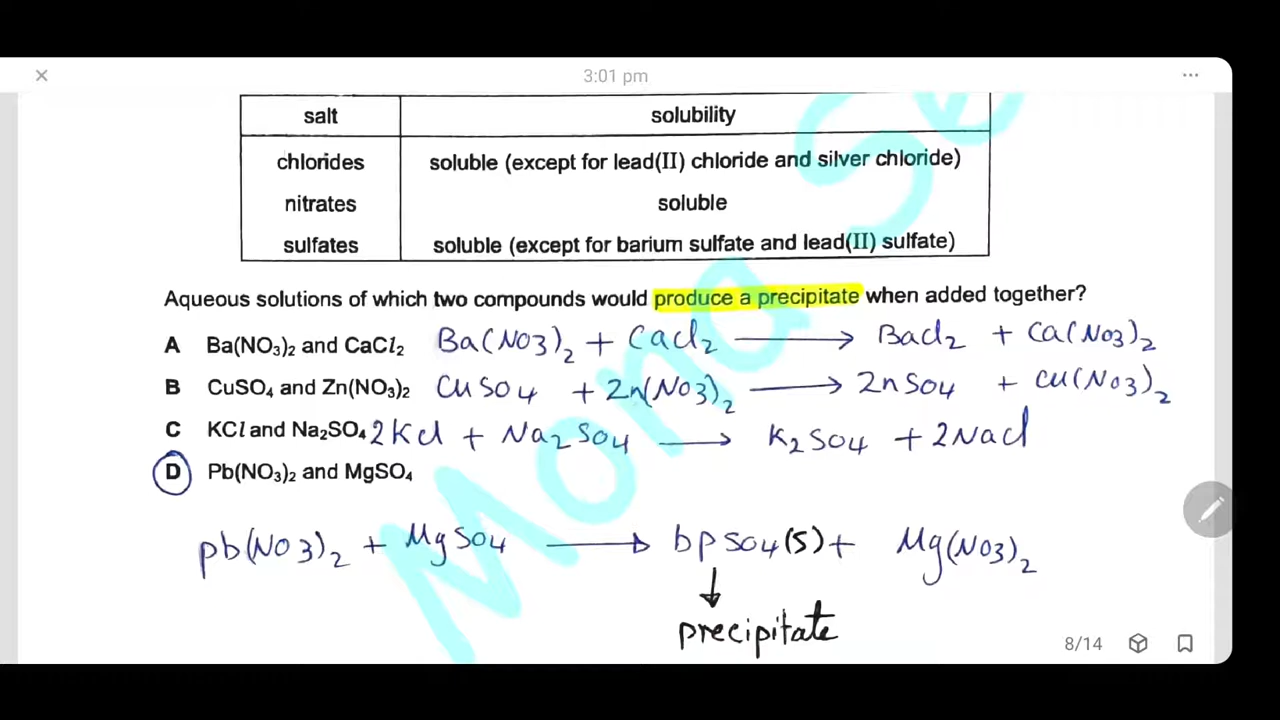 3:01 pm
salt solubility
chlorides soluble (except for lead(II) chloride and silver chloride)
nitrates soluble
sulfates soluble (except for barium sulfate and lead(II) sulfate)
Aqueous solutions of which two compounds would produce a precipitate when added together?
A Ba(NO₃)₂ and CaCl₂ Ba(NO3)₂ + CaCl₂ → BaCl₂ + Ca(NO3)₂
B CuSO₄ and Zn(NO₃)₂ CuSO4 + Zn(NO3)₂ → ZnSO4 + Cu(NO3)₂
C KCl and Na₂SO₄ 2KCl + Na₂SO4 → K₂SO4 + 2NaCl
D Pb(NO₃)₂ and MgSO₄
pb(NO3)₂ + MgSO4 → bpSO4(s) + Mg(NO3)₂
↓
precipitate
8/14
Mona Se